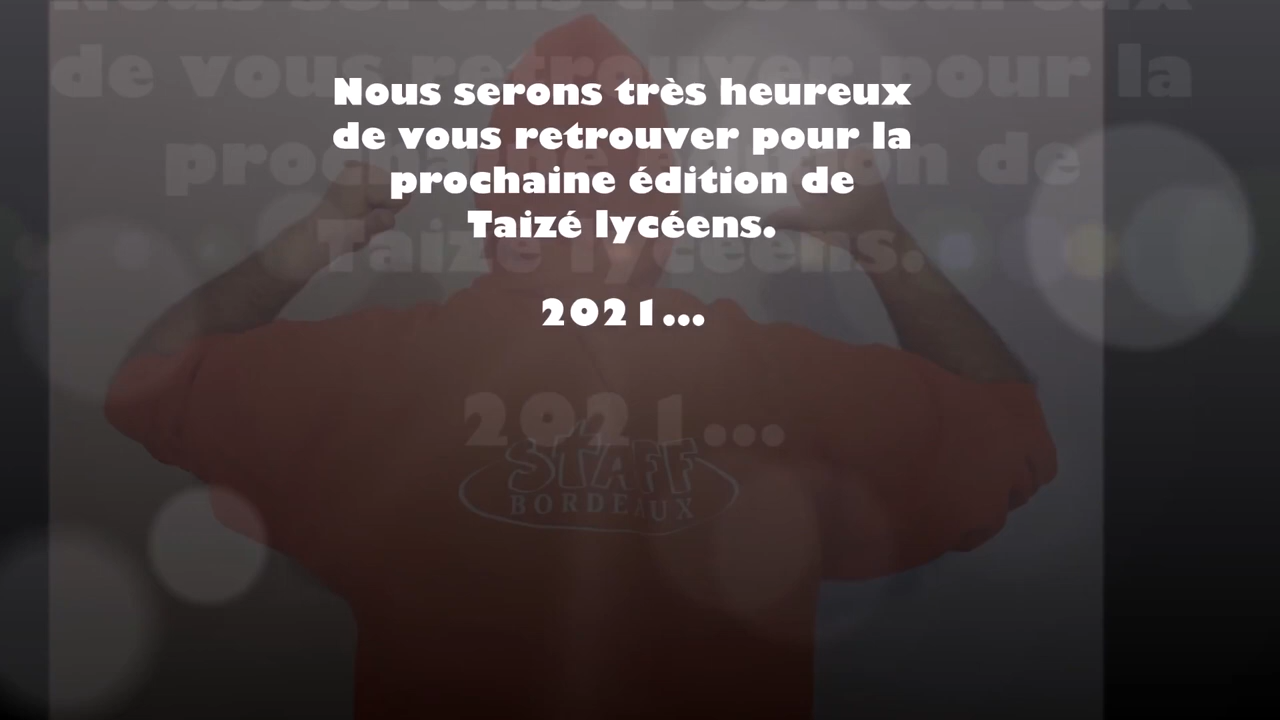 Nous serons très heureux
de vous retrouver pour la
prochaine édition de
Taizé lycéens.
2021...
STAFF
BORDEAUX